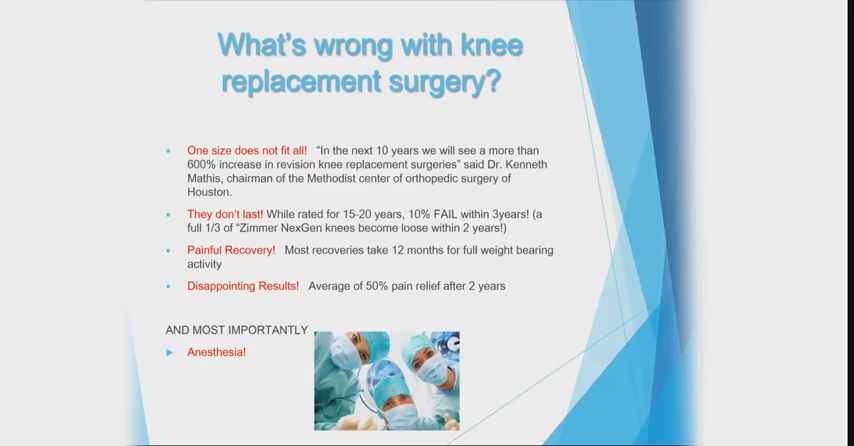 What's wrong with knee
replacement surgery?
One size does not fit all! "In the next 10 years we will see a more than
600% increase in revision knee replacement surgeries" said Dr. Kenneth
Mathis, chairman of the Methodist center of orthopedic surgery of
Houston.
They don't last! While rated for 15-20 years, 10% FAIL within 3years! (a
full 1/3 of "Zimmer NexGen knees become loose within 2 years!)
Painful Recovery! Most recoveries take 12 months for full weight bearing
activity
Disappointing Results! Average of 50% pain relief after 2 years
AND MOST IMPORTANTLY
Anesthesia!